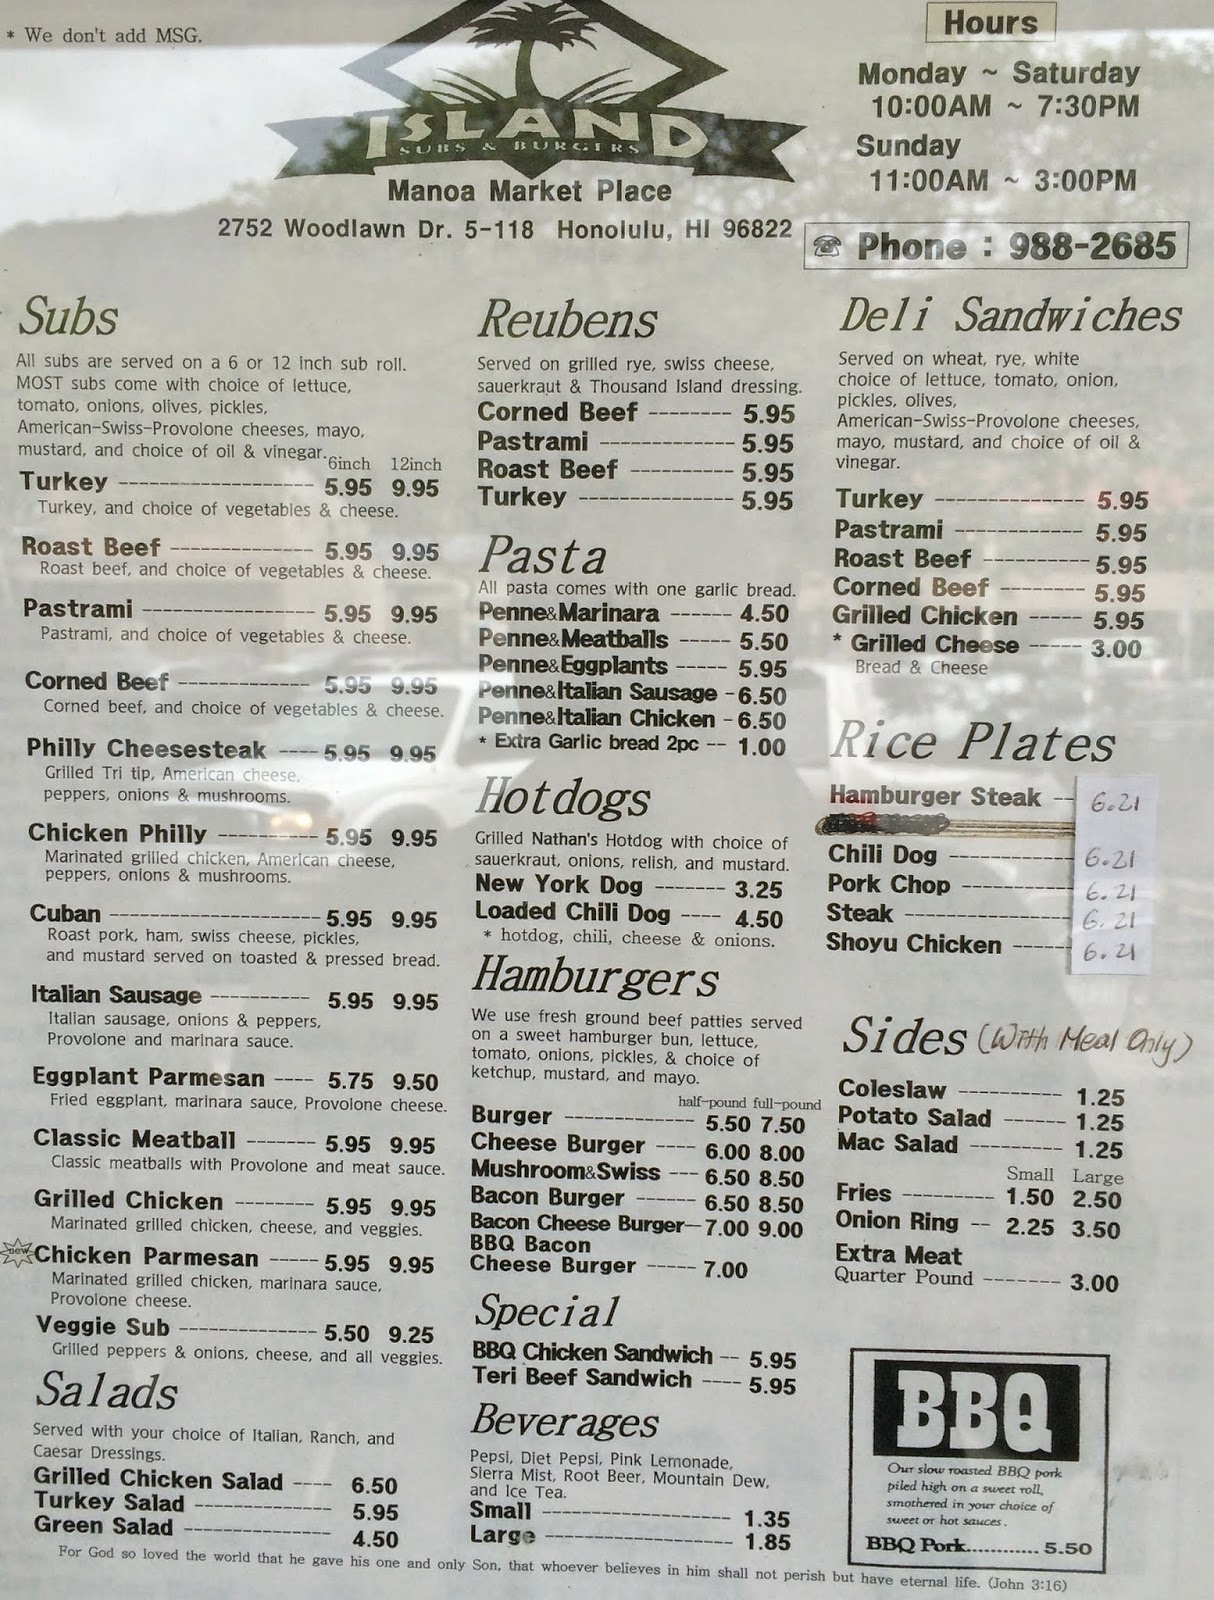 * We don't add MSG.
ISLAND
SUBS & BURGERS
Manoa Market Place
2752 Woodlawn Dr. 5-118 Honolulu, HI 96822
Hours
Monday ~ Saturday
10:00AM ~ 7:30PM
Sunday
11:00AM ~ 3:00PM
☎ Phone : 988-2685
Subs
All subs are served on a 6 or 12 inch sub roll.
MOST subs come with choice of lettuce,
tomato, onions, olives, pickles,
American-Swiss-Provolone cheeses, mayo,
mustard, and choice of oil & vinegar.
6inch 12inch
Turkey ---------- 5.95 9.95
Turkey, and choice of vegetables & cheese.
Roast Beef ---------- 5.95 9.95
Roast beef, and choice of vegetables & cheese.
Pastrami ---------- 5.95 9.95
Pastrami, and choice of vegetables & cheese.
Corned Beef ---------- 5.95 9.95
Corned beef, and choice of vegetables & cheese.
Philly Cheesesteak ---- 5.95 9.95
Grilled Tri tip, American cheese,
peppers, onions & mushrooms.
Chicken Philly ---------- 5.95 9.95
Marinated grilled chicken, American cheese,
peppers, onions & mushrooms.
Cuban ---------- 5.95 9.95
Roast pork, ham, swiss cheese, pickles,
and mustard served on toasted & pressed bread.
Italian Sausage ---------- 5.95 9.95
Italian sausage, onions & peppers,
Provolone and marinara sauce.
Eggplant Parmesan ---- 5.75 9.50
Fried eggplant, marinara sauce, Provolone cheese.
Classic Meatball ------- 5.95 9.95
Classic meatballs with Provolone and meat sauce.
Grilled Chicken -------- 5.95 9.95
Marinated grilled chicken, cheese, and veggies.
new Chicken Parmesan ----- 5.95 9.95
Marinated grilled chicken, marinara sauce,
Provolone cheese.
Veggie Sub ---------- 5.50 9.25
Grilled peppers & onions, cheese, and all veggies.
Salads
Served with your choice of Italian, Ranch, and
Caesar Dressings.
Grilled Chicken Salad ---- 6.50
Turkey Salad ---------- 5.95
Green Salad ---------- 4.50
Reubens
Served on grilled rye, swiss cheese,
sauerkraut & Thousand Island dressing.
Corned Beef -------- 5.95
Pastrami ---------- 5.95
Roast Beef ---------- 5.95
Turkey ---------- 5.95
Pasta
All pasta comes with one garlic bread.
Penne&Marinara ------ 4.50
Penne&Meatballs ----- 5.50
Penne&Eggplants ----- 5.95
Penne&Italian Sausage - 6.50
Penne&Italian Chicken - 6.50
* Extra Garlic bread 2pc -- 1.00
Hotdogs
Grilled Nathan's Hotdog with choice of
sauerkraut, onions, relish, and mustard.
New York Dog ------- 3.25
Loaded Chili Dog ---- 4.50
* hotdog, chili, cheese & onions.
Hamburgers
We use fresh ground beef patties served
on a sweet hamburger bun, lettuce,
tomato, onions, pickles, & choice of
ketchup, mustard, and mayo.
half-pound full-pound
Burger ---------- 5.50 7.50
Cheese Burger ----- 6.00 8.00
Mushroom&Swiss --- 6.50 8.50
Bacon Burger ------ 6.50 8.50
Bacon Cheese Burger-- 7.00 9.00
BBQ Bacon
Cheese Burger ----- 7.00
Special
BBQ Chicken Sandwich -- 5.95
Teri Beef Sandwich ---- 5.95
Beverages
Pepsi, Diet Pepsi, Pink Lemonade,
Sierra Mist, Root Beer, Mountain Dew,
and Ice Tea.
Small ---------- 1.35
Large ---------- 1.85
Deli Sandwiches
Served on wheat, rye, white
choice of lettuce, tomato, onion,
pickles, olives,
American-Swiss-Provolone cheeses,
mayo, mustard, and choice of oil &
vinegar.
Turkey ---------- 5.95
Pastrami ---------- 5.95
Roast Beef -------- 5.95
Corned Beef ------- 5.95
Grilled Chicken ----- 5.95
* Grilled Cheese ----- 3.00
Bread & Cheese
Rice Plates
Hamburger Steak -- 6.21
Chili Dog ---------- 6.21
Pork Chop ---------- 6.21
Steak ---------- 6.21
Shoyu Chicken ------ 6.21
Sides (With Meal Only)
Coleslaw ---------- 1.25
Potato Salad ------- 1.25
Mac Salad --------- 1.25
Small Large
Fries --------- 1.50 2.50
Onion Ring -- 2.25 3.50
Extra Meat
Quarter Pound -------- 3.00
BBQ
Our slow roasted BBQ pork
piled high on a sweet roll,
smothered in your choice of
sweet or hot sauces.
BBQ Pork............ 5.50
For God so loved the world that he gave his one and only Son, that whoever believes in him shall not perish but have eternal life. (John 3:16)